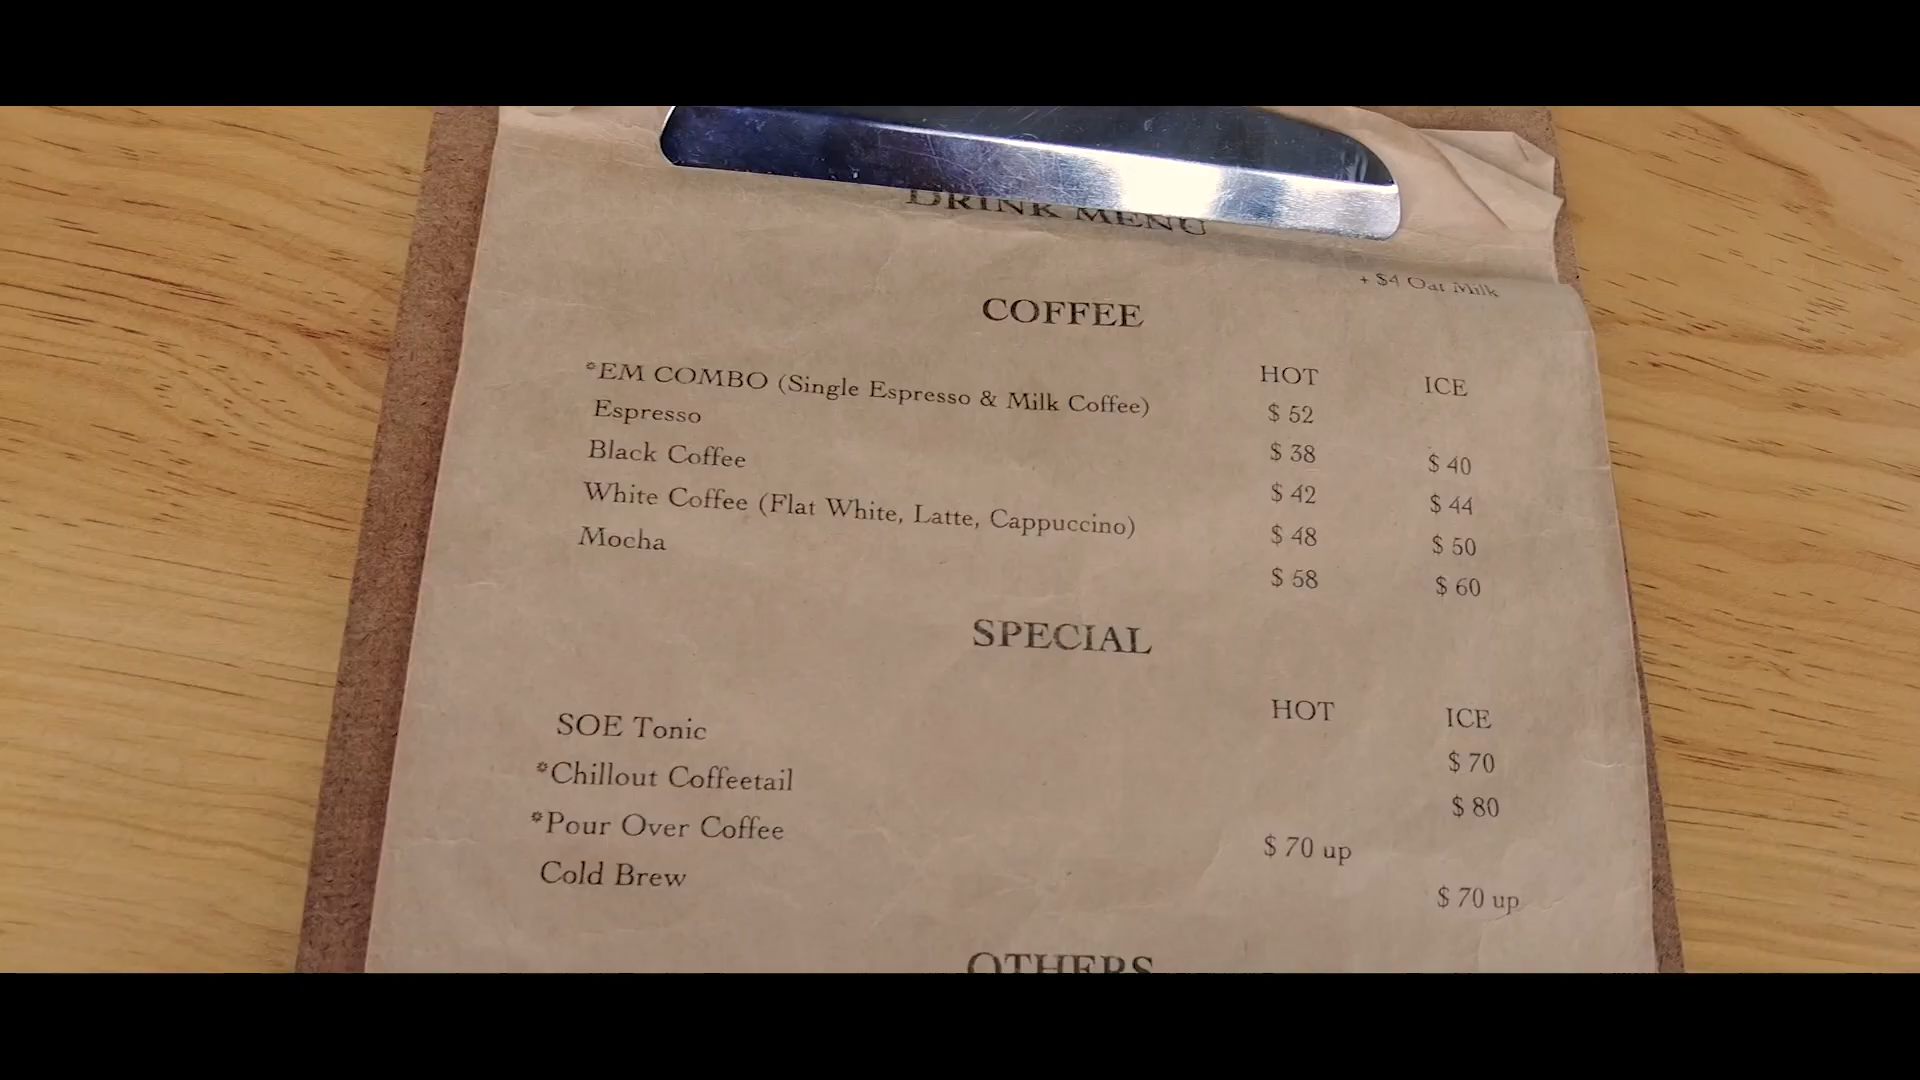 DRINK MENU
+ $4 Oat Milk
COFFEE
HOT ICE
*EM COMBO (Single Espresso & Milk Coffee) $ 52
Espresso $ 38 $ 40
Black Coffee $ 42 $ 44
White Coffee (Flat White, Latte, Cappuccino) $ 48 $ 50
Mocha $ 58 $ 60
SPECIAL
HOT ICE
SOE Tonic $ 70
*Chillout Coffeetail $ 80
*Pour Over Coffee $ 70 up
Cold Brew $ 70 up
OTHERS